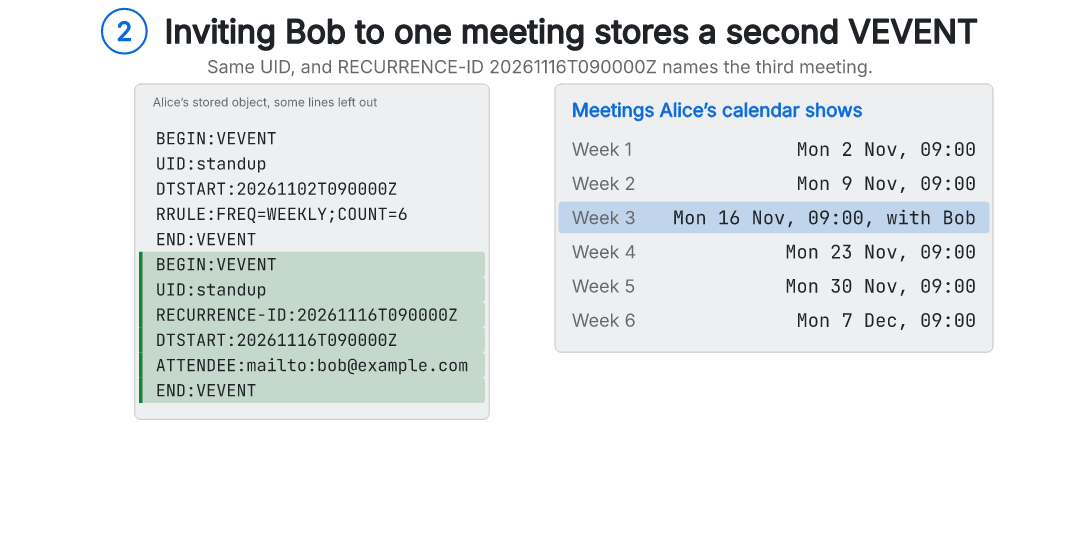 2 Inviting Bob to one meeting stores a second VEVENT
Same UID, and RECURRENCE-ID 20261116T090000Z names the third meeting.
Alice’s stored object, some lines left out
BEGIN:VEVENT
UID:standup
DTSTART:20261102T090000Z
RRULE:FREQ=WEEKLY;COUNT=6
END:VEVENT
BEGIN:VEVENT
UID:standup
RECURRENCE-ID:20261116T090000Z
DTSTART:20261116T090000Z
ATTENDEE:mailto:bob@example.com
END:VEVENT
Meetings Alice’s calendar shows
Week 1 Mon 2 Nov, 09:00
Week 2 Mon 9 Nov, 09:00
Week 3 Mon 16 Nov, 09:00, with Bob
Week 4 Mon 23 Nov, 09:00
Week 5 Mon 30 Nov, 09:00
Week 6 Mon 7 Dec, 09:00